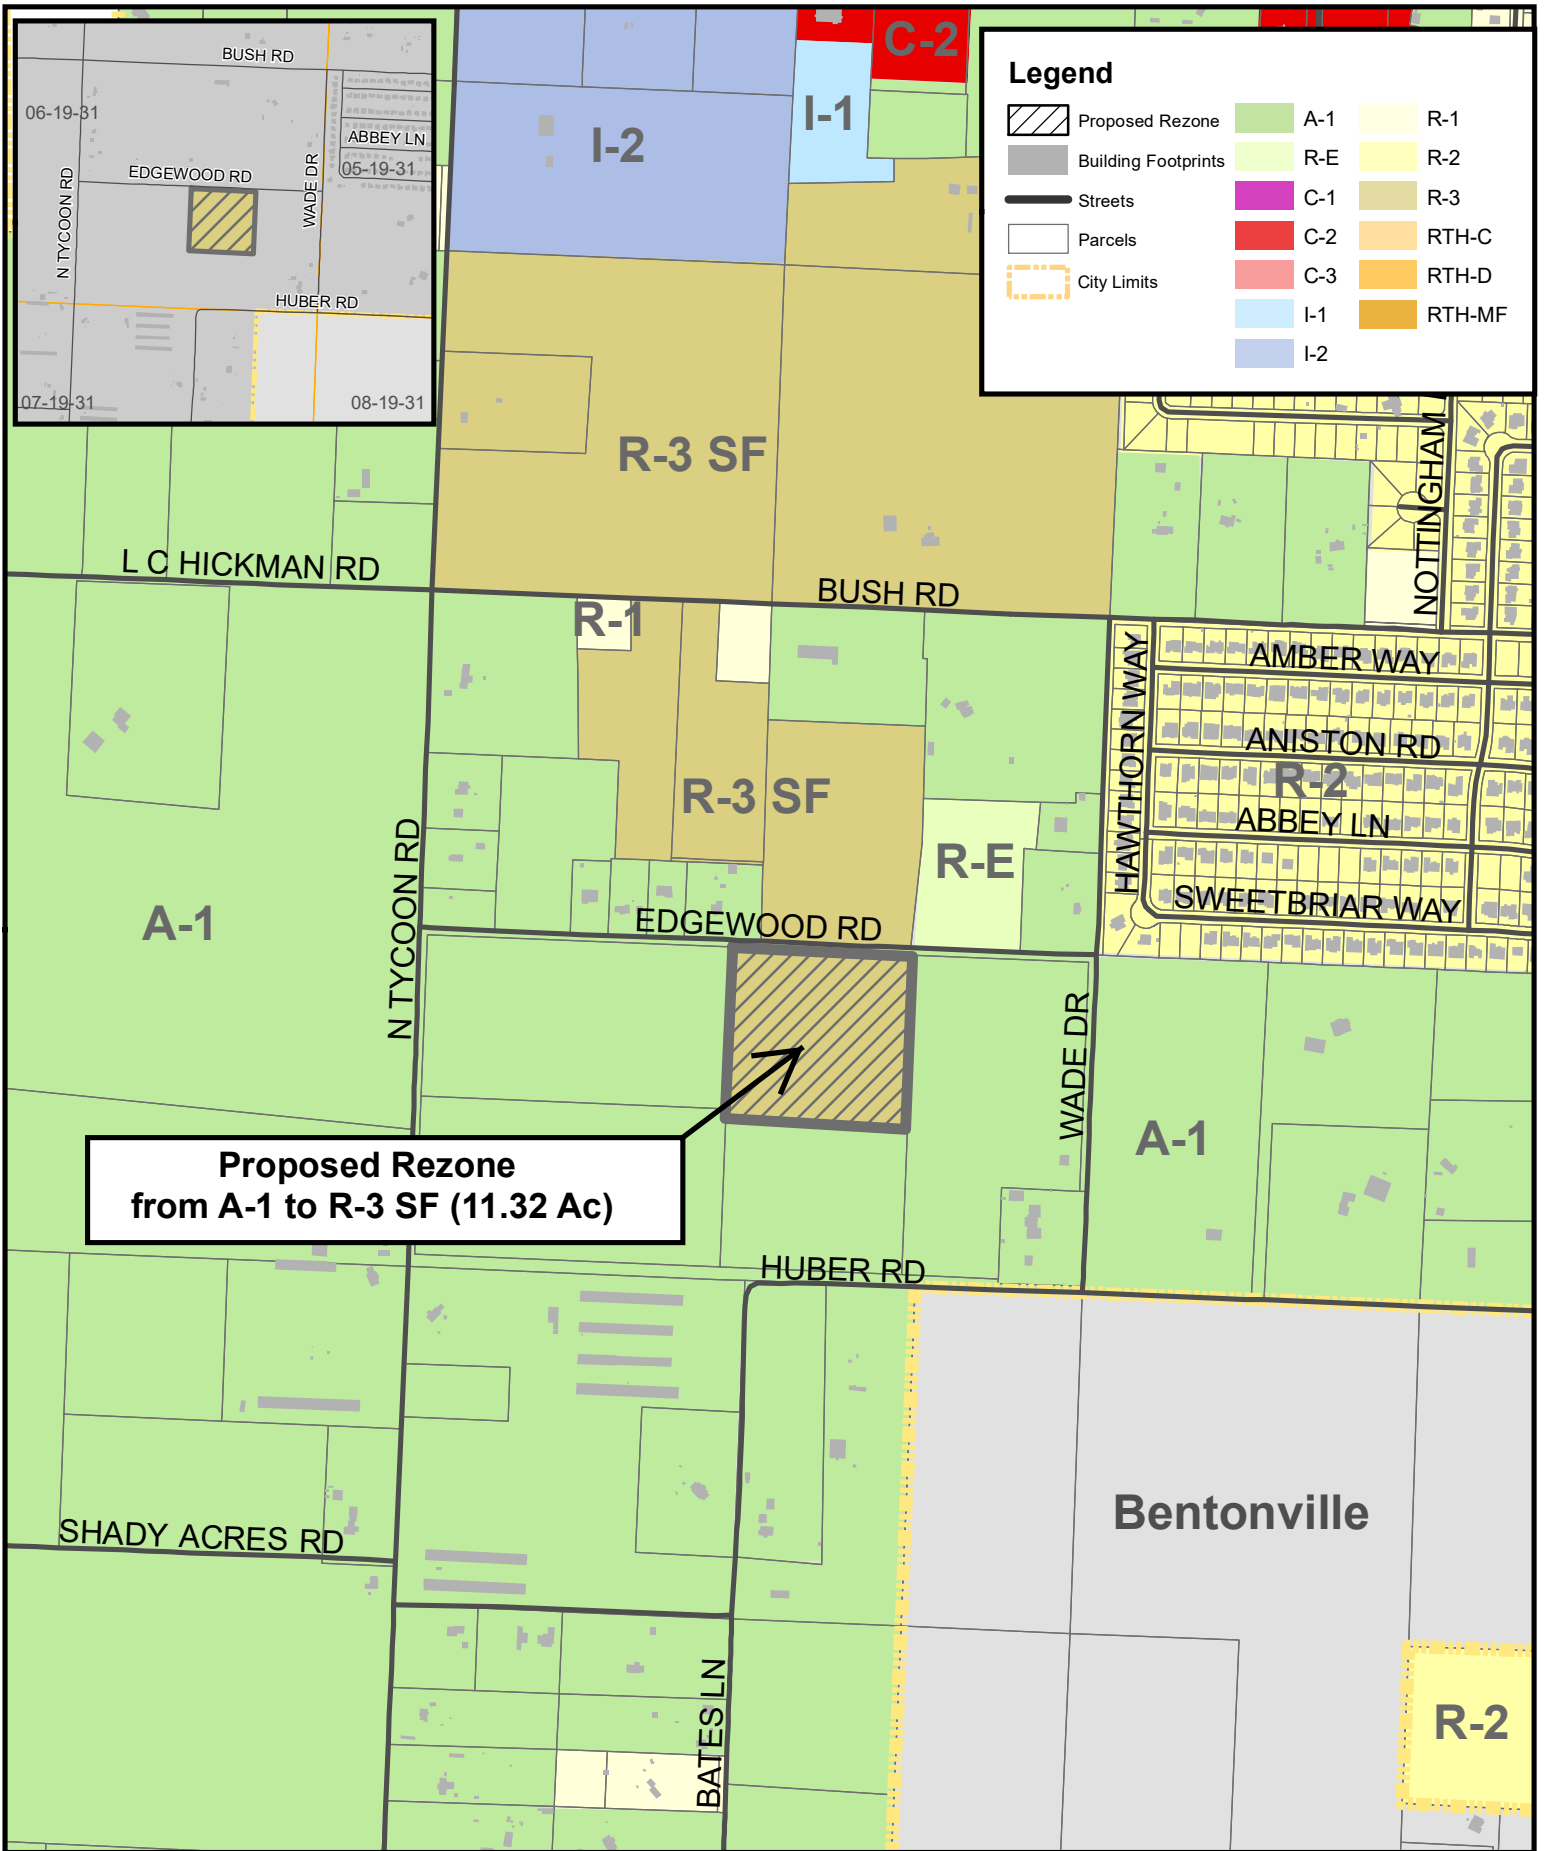 BUSH RD
06-19-31
ABBEY LN
05-19-31
EDGEWOOD RD
WADE DR
N TYCOON RD
HUBER RD
07-19-31
08-19-31
C-2
I-1
I-2
Legend
Proposed Rezone
Building Footprints
Streets
Parcels
City Limits
A-1
R-E
C-1
C-2
C-3
I-1
I-2
R-1
R-2
R-3
RTH-C
RTH-D
RTH-MF
R-3 SF
NOTTINGHAM
L C HICKMAN RD
BUSH RD
R-1
AMBER WAY
HAWTHORN WAY
ANISTON RD
R-2
R-3 SF
ABBEY LN
R-E
SWEETBRIAR WAY
A-1
N TYCOON RD
EDGEWOOD RD
WADE DR
A-1
Proposed Rezone
from A-1 to R-3 SF (11.32 Ac)
HUBER RD
Bentonville
SHADY ACRES RD
BATES LN
R-2